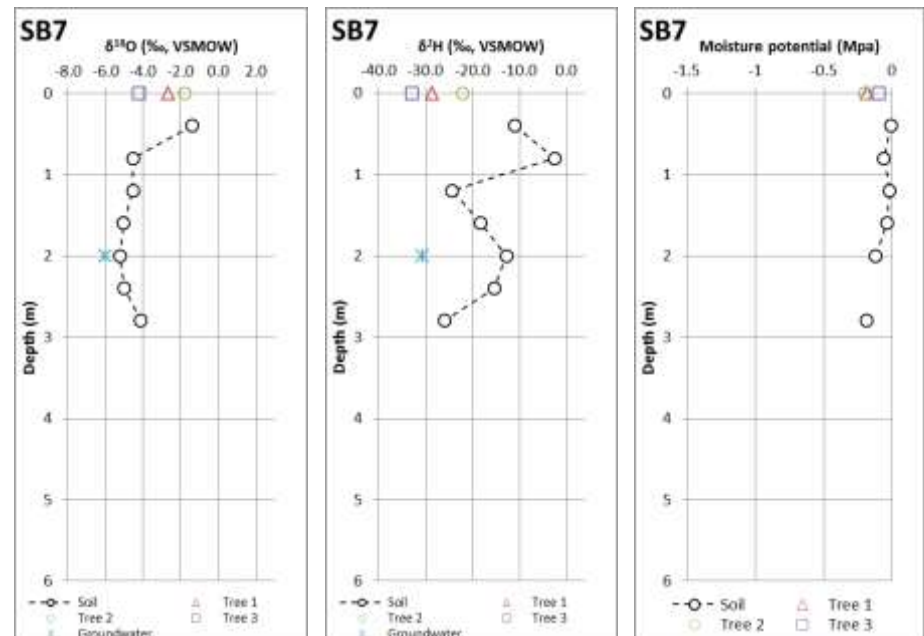 SB7
δ¹⁸O (‰, VSMOW)
-8.0 -6.0 -4.0 -2.0 0.0 2.0
0
1
2
3
4
5
6
Depth (m)
Soil
Tree 1
Tree 2
Tree 3
Groundwater
SB7
δ²H (‰, VSMOW)
-40.0 -30.0 -20.0 -10.0 0.0
0
1
2
3
4
5
6
Depth (m)
Soil
Tree 1
Tree 2
Tree 3
Groundwater
SB7
Moisture potential (Mpa)
-1.5 -1 -0.5 0
0
1
2
3
4
5
6
Depth (m)
Soil
Tree 1
Tree 2
Tree 3